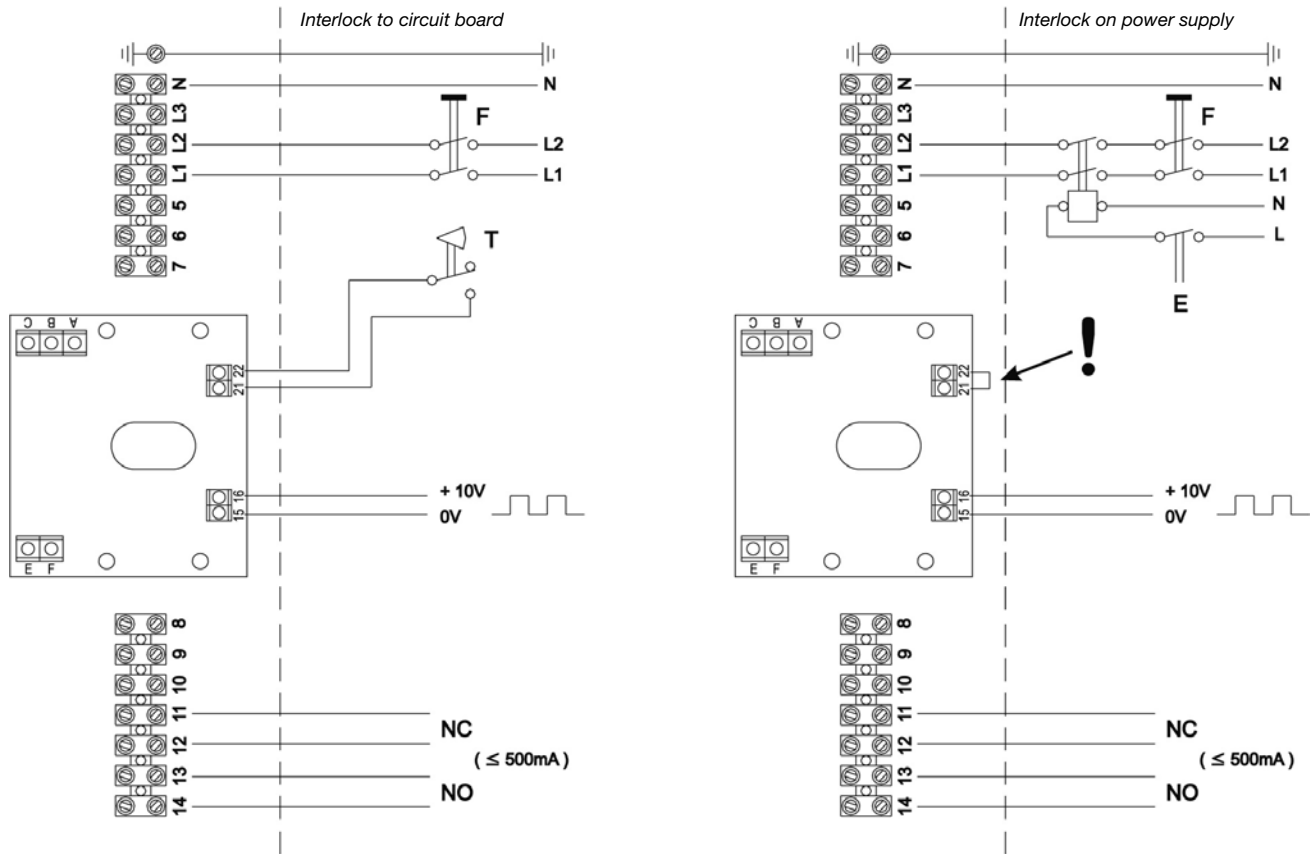 Interlock to circuit board
N
N
L3
F
L2
L2
L1
L1
5
6
T
7
C B A
22
21
16
+ 10V
15
0V
E F
8
9
10
11
NC
12
( ≤ 500mA )
13
NO
14
Interlock on power supply
N
N
L3
F
L2
L2
L1
L1
5
N
6
L
7
E
C B A
!
22
21
16
+ 10V
15
0V
E F
8
9
10
11
NC
12
( ≤ 500mA )
13
NO
14